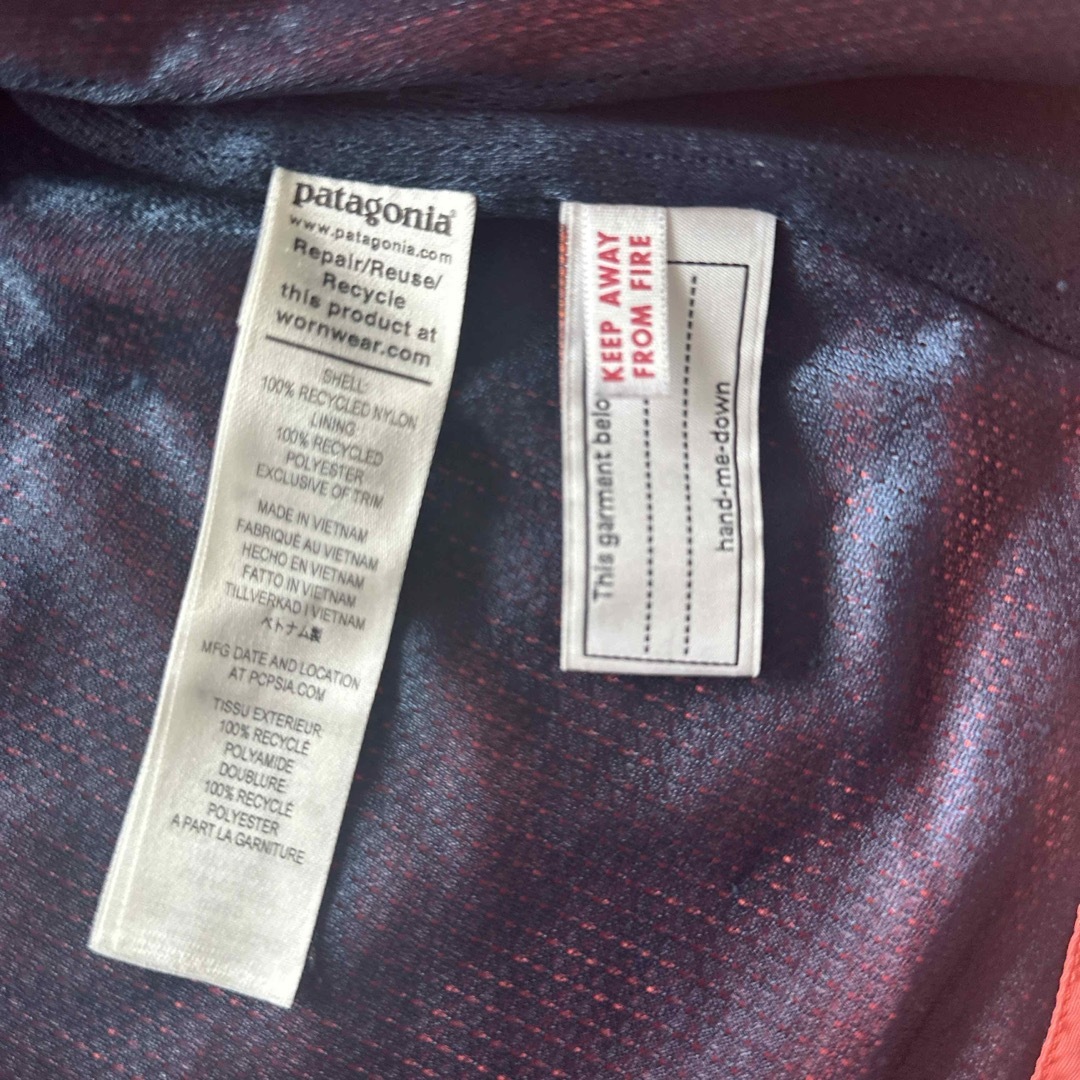 patagonia®
www.patagonia.com
Repair/Reuse/
Recycle
this product at
wornwear.com
SHELL:
100% RECYCLED NYLON
LINING:
100% RECYCLED
POLYESTER
EXCLUSIVE OF TRIM
MADE IN VIETNAM
FABRIQUÉ AU VIETNAM
HECHO EN VIETNAM
FATTO IN VIETNAM
TILLVERKAD I VIETNAM
ベトナム製
MFG DATE AND LOCATION
AT PCPSIA.COM
TISSU EXTERIEUR:
100% RECYCLÉ
POLYAMIDE
DOUBLURE:
100% RECYCLÉ
POLYESTER
A PART LA GARNITURE
KEEP AWAY
FROM FIRE
This garment belo
hand-me-down